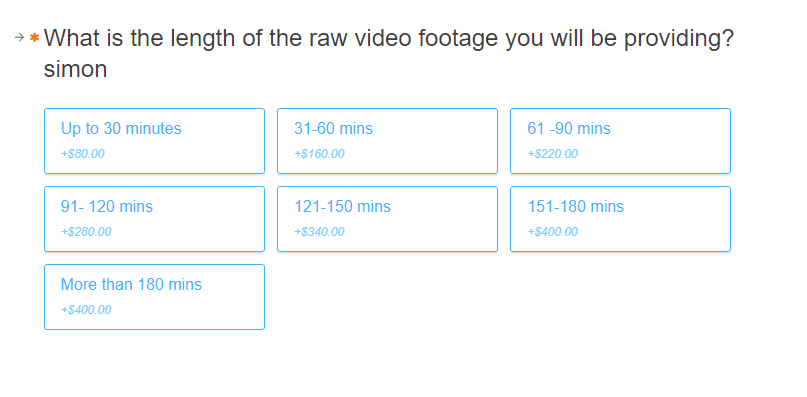 → * What is the length of the raw video footage you will be providing?
simon
Up to 30 minutes
+$80.00
31-60 mins
+$160.00
61 -90 mins
+$220.00
91- 120 mins
+$280.00
121-150 mins
+$340.00
151-180 mins
+$400.00
More than 180 mins
+$400.00